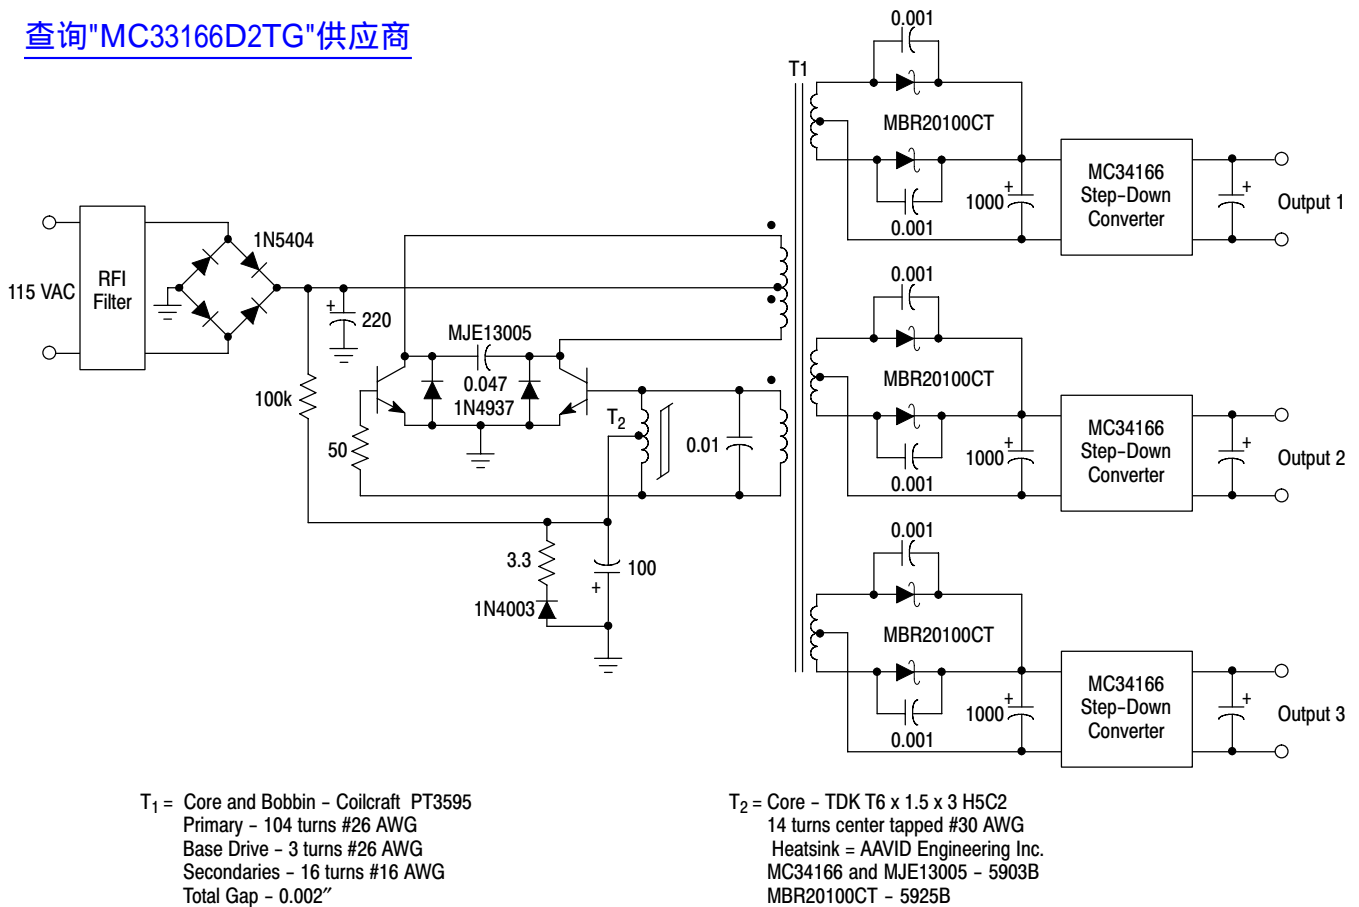 查询"MC33166D2TG"供应商
0.001
T1
MBR20100CT
MC34166
Step-Down
Converter
1000
+
+
Output 1
0.001
1N5404
RFI
Filter
115 VAC
+
220
MJE13005
0.047
1N4937
100k
50
T2
0.01
0.001
MBR20100CT
MC34166
Step-Down
Converter
1000
+
+
Output 2
0.001
3.3
100
+
1N4003
0.001
MBR20100CT
MC34166
Step-Down
Converter
1000
+
+
Output 3
0.001
T1 = Core and Bobbin - Coilcraft PT3595
Primary - 104 turns #26 AWG
Base Drive - 3 turns #26 AWG
Secondaries - 16 turns #16 AWG
Total Gap - 0.002″
T2 = Core - TDK T6 x 1.5 x 3 H5C2
14 turns center tapped #30 AWG
Heatsink = AAVID Engineering Inc.
MC34166 and MJE13005 - 5903B
MBR20100CT - 5925B